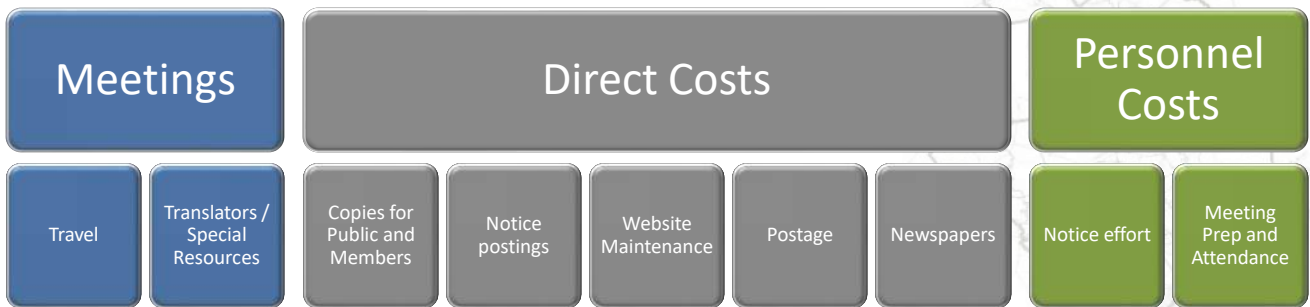 Meetings
Direct Costs
Personnel
Costs
Travel
Translators /
Special
Resources
Copies for
Public and
Members
Notice
postings
Website
Maintenance
Postage
Newspapers
Notice effort
Meeting
Prep and
Attendance